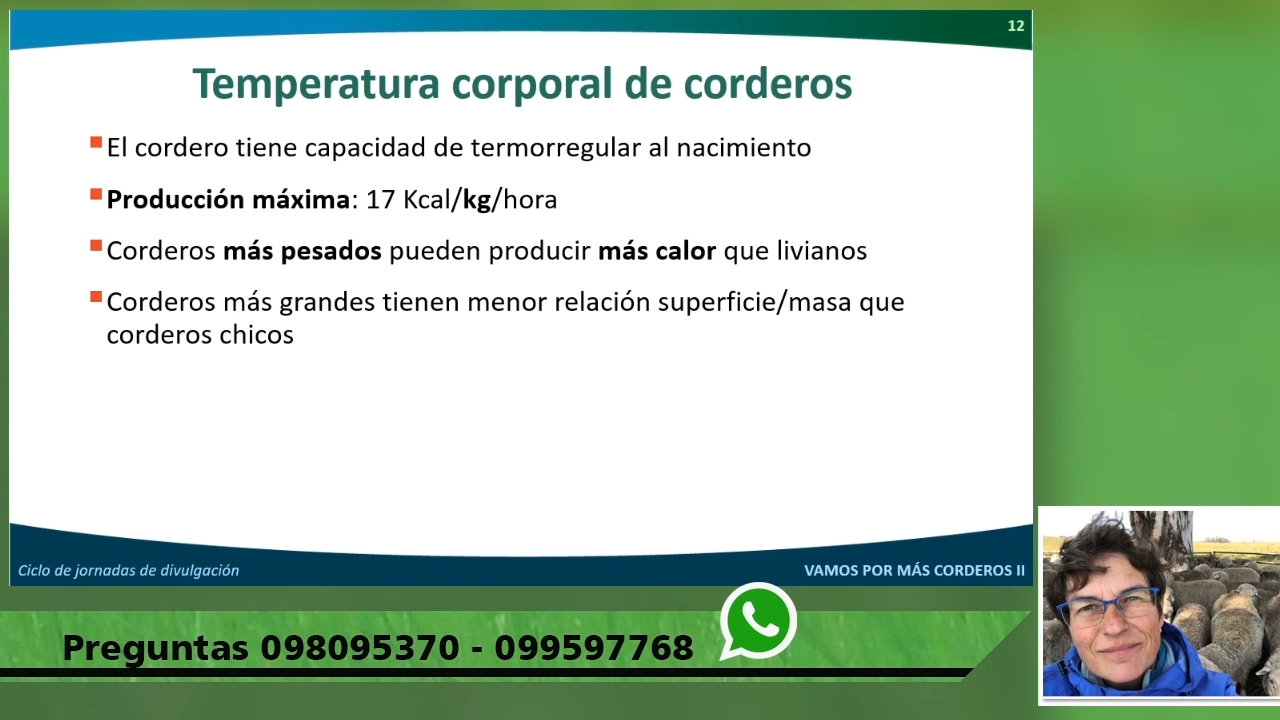 12
Temperatura corporal de corderos
El cordero tiene capacidad de termorregular al nacimiento
Producción máxima: 17 Kcal/kg/hora
Corderos más pesados pueden producir más calor que livianos
Corderos más grandes tienen menor relación superficie/masa que
corderos chicos
Ciclo de jornadas de divulgación
VAMOS POR MÁS CORDEROS II
Preguntas 098095370 - 099597768